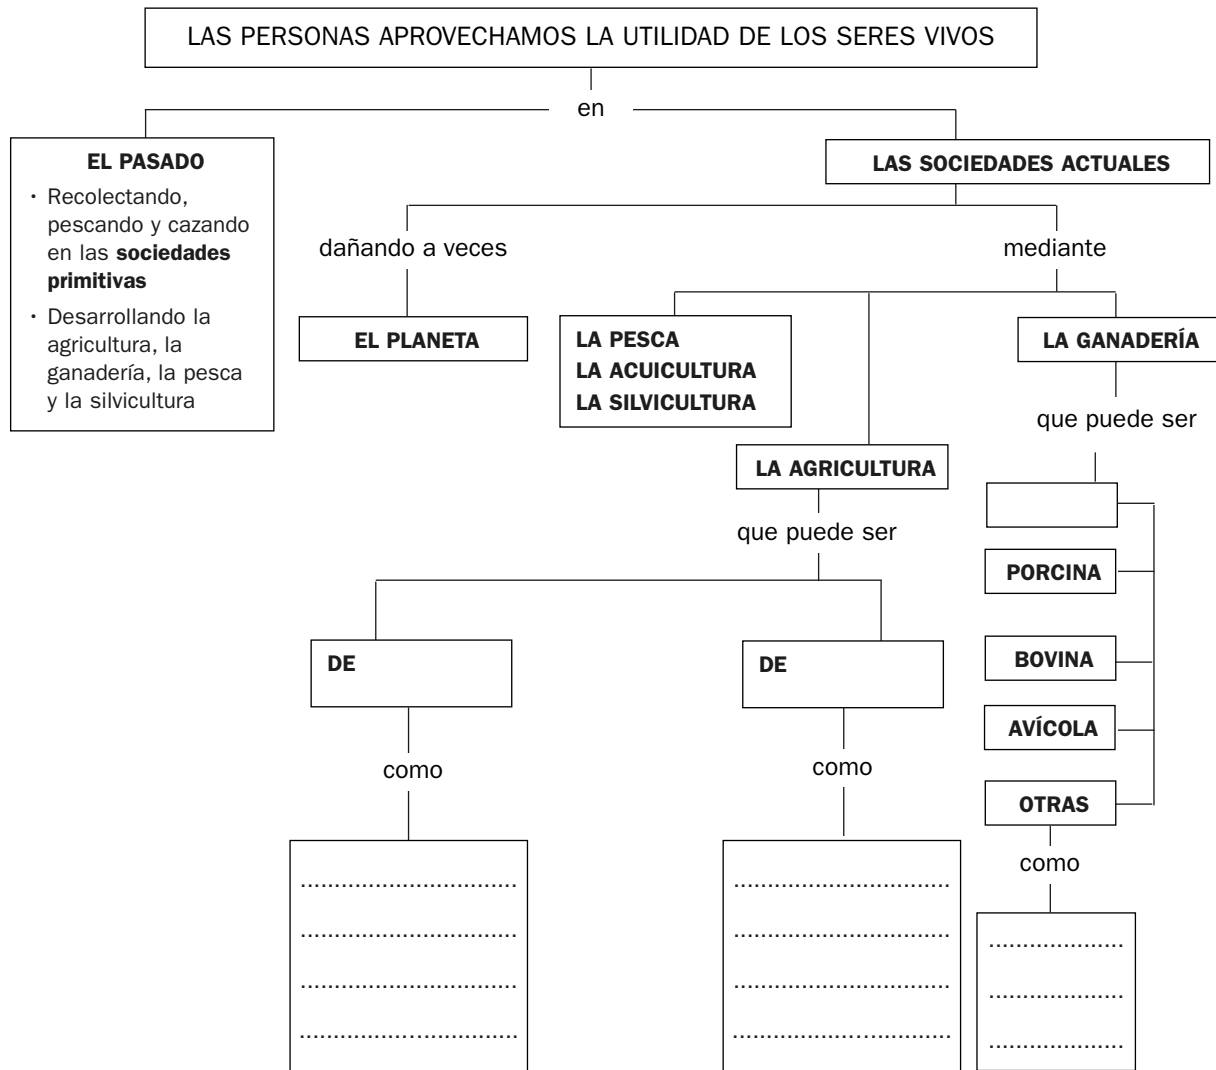 LAS PERSONAS APROVECHAMOS LA UTILIDAD DE LOS SERES VIVOS
en
EL PASADO
· Recolectando,
pescando y cazando
en las sociedades
primitivas
· Desarrollando la
agricultura, la
ganadería, la pesca
y la silvicultura
LAS SOCIEDADES ACTUALES
dañando a veces
EL PLANETA
mediante
LA PESCA
LA ACUICULTURA
LA SILVICULTURA
LA AGRICULTURA
que puede ser
DE
como
................................
................................
................................
................................
DE
como
................................
................................
................................
................................
LA GANADERÍA
que puede ser
PORCINA
BOVINA
AVÍCOLA
OTRAS
como
....................
....................
....................